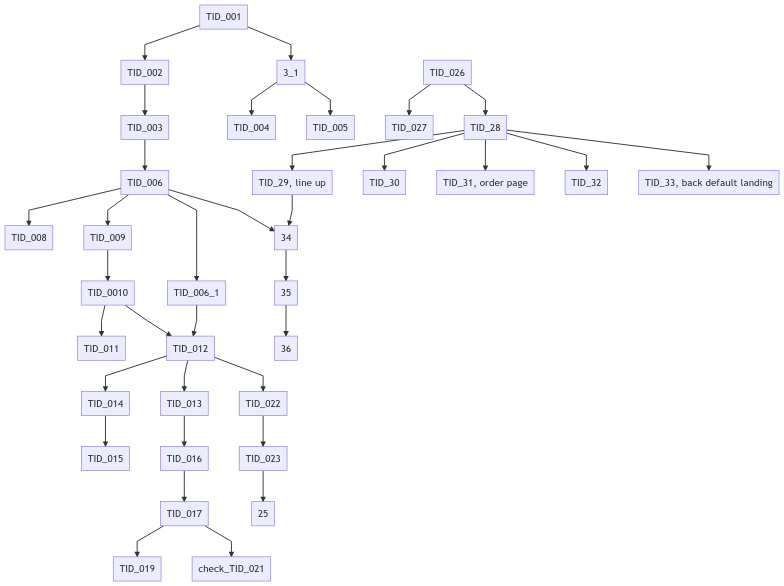 TID_001
TID_002
3_1
TID_026
TID_003
TID_004
TID_005
TID_027
TID_28
TID_006
TID_29, line up
TID_30
TID_31, order page
TID_32
TID_33, back default landing
TID_008
TID_009
34
TID_0010
TID_006_1
35
TID_011
TID_012
36
TID_014
TID_013
TID_022
TID_015
TID_016
TID_023
TID_017
25
TID_019
check_TID_021